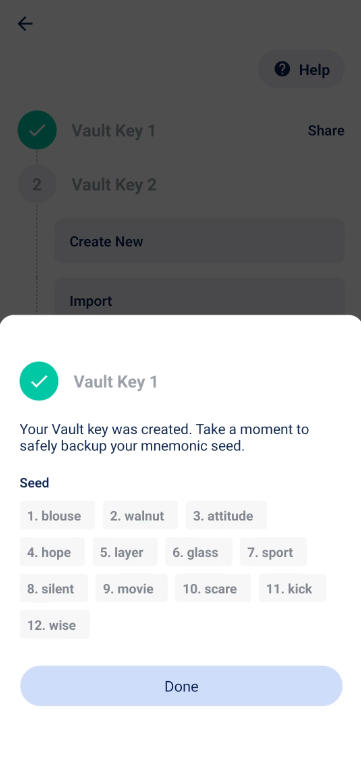 Help
Vault Key 1
Share
2
Vault Key 2
Create New
Import
Vault Key 1
Your Vault key was created. Take a moment to
safely backup your mnemonic seed.
Seed
1. blouse 2. walnut 3. attitude
4. hope 5. layer 6. glass 7. sport
8. silent 9. movie 10. scare 11. kick
12. wise
Done